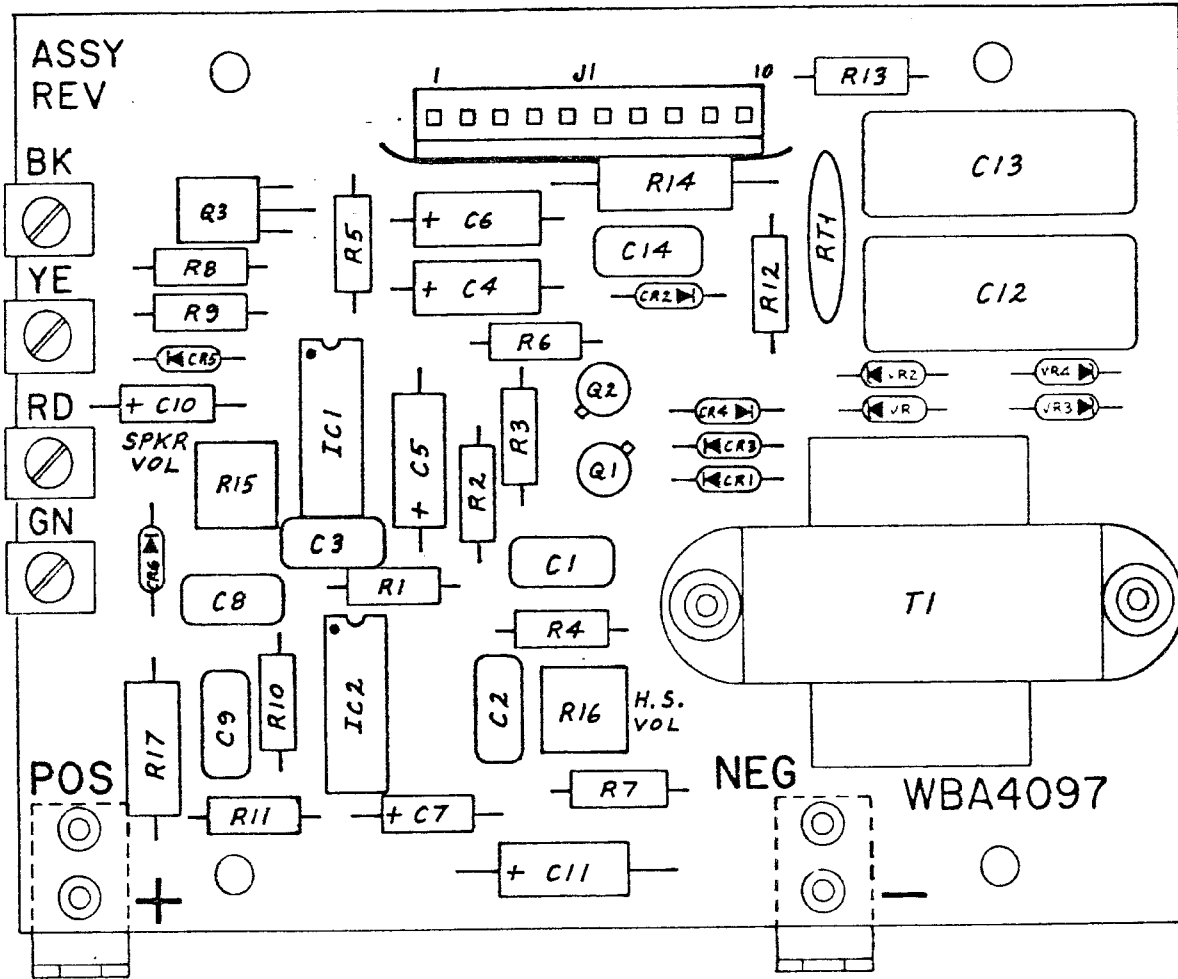 ASSY
REV
1
J1
10
R13
BK
Q3
R5
+ C6
R14
C13
R8
C14
RT1
YE
+ C4
CR2
R12
C12
R9
R6
CR5
IC1
VR2
VR4
RD
+ C10
Q2
CR4
VR
VR3
SPKR
VOL
+ C5
R3
CR3
R15
R2
Q1
CR1
GN
C3
CR6
R1
C1
C8
T1
R4
C9
R10
IC2
C2
R16
H.S.
VOL
R17
POS
NEG
R7
WBA4097
R11
+ C7
+ C11
+
−